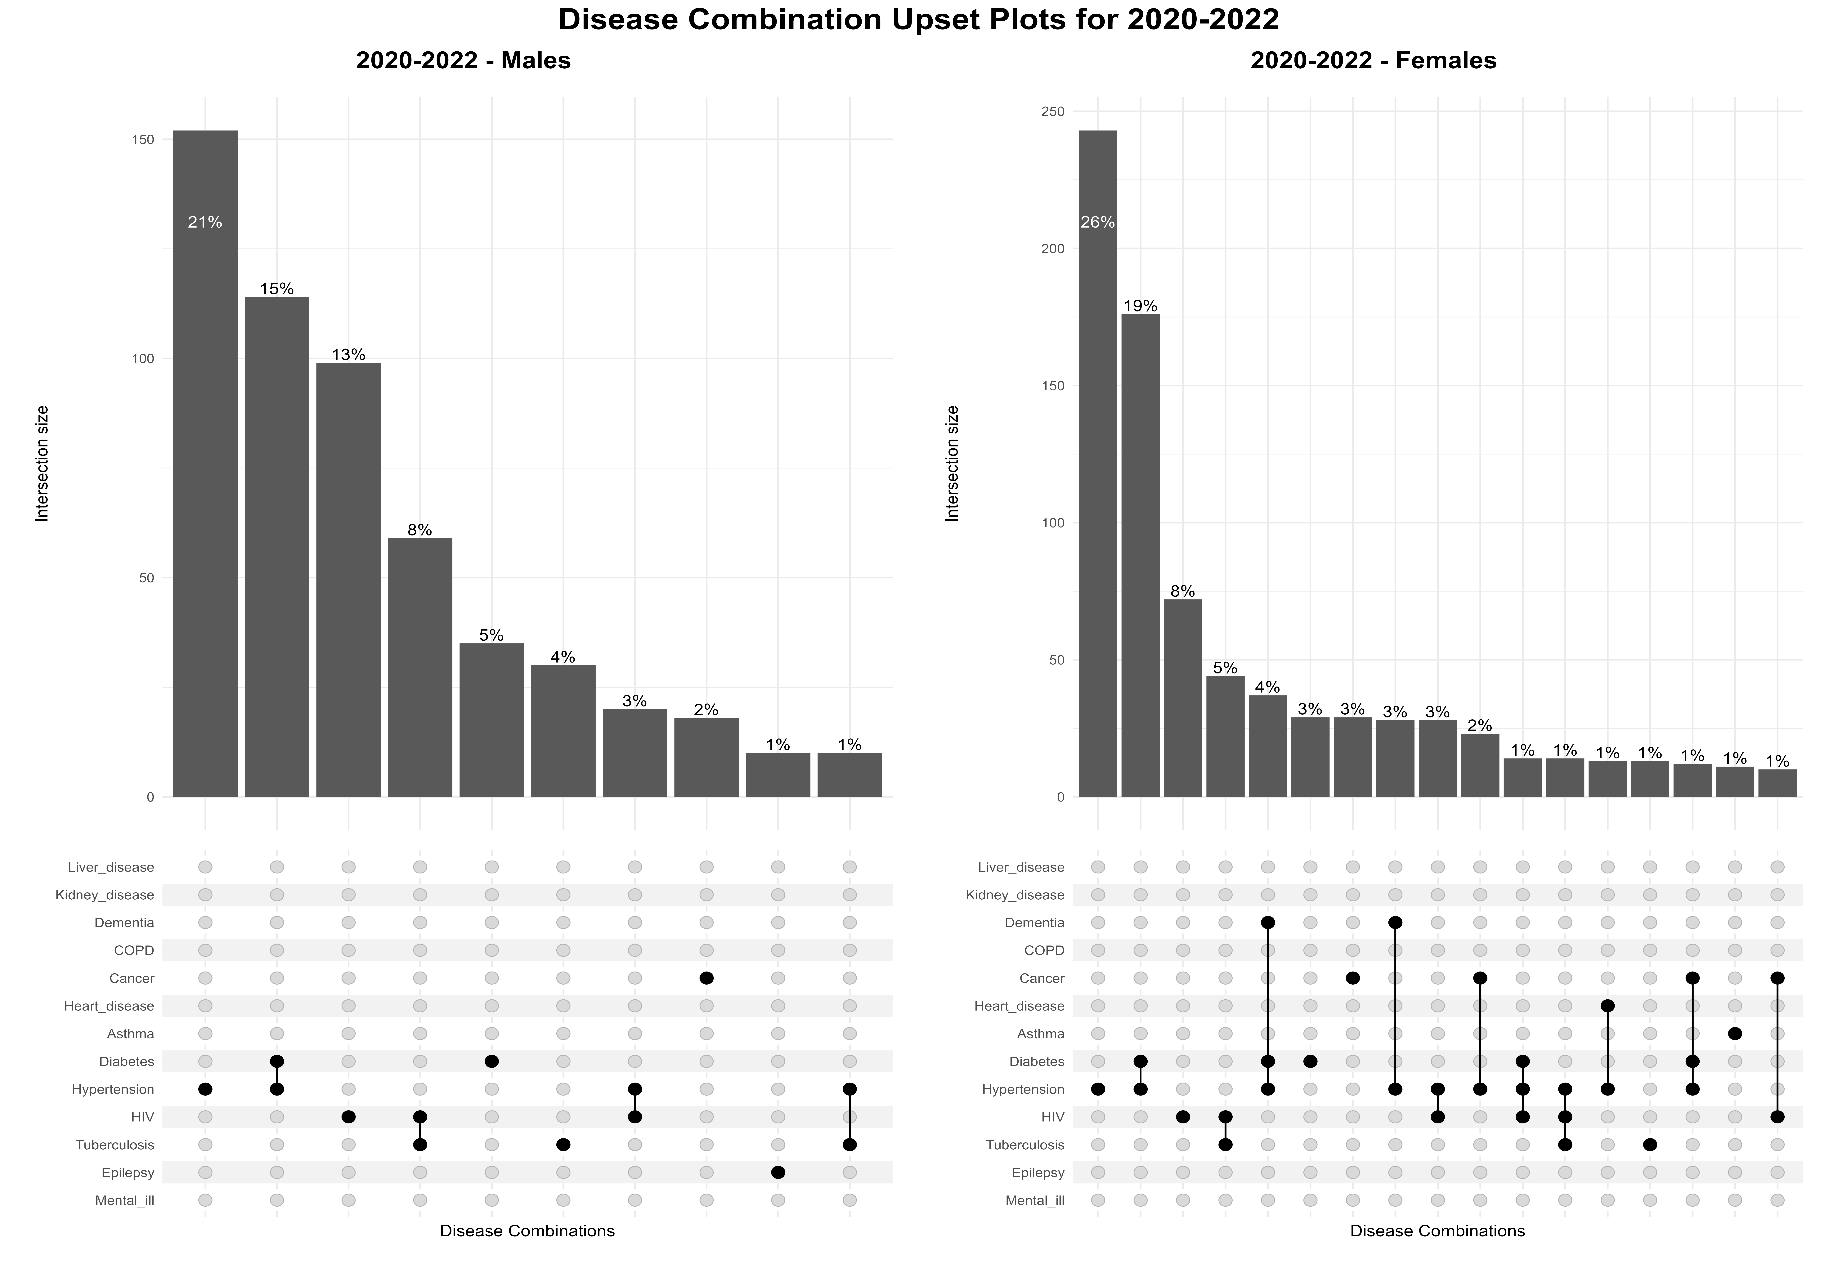 Disease Combination Upset Plots for 2020-2022
2020-2022 - Males
150
100
50
0
Intersection size
21%
15%
13%
8%
5%
4%
3%
2%
1%
1%
Liver_disease
Kidney_disease
Dementia
COPD
Cancer
Heart_disease
Asthma
Diabetes
Hypertension
HIV
Tuberculosis
Epilepsy
Mental_ill
Disease Combinations
2020-2022 - Females
250
200
150
100
50
0
Intersection size
26%
19%
8%
5%
4%
3%
3%
3%
3%
2%
1%
1%
1%
1%
1%
1%
1%
Liver_disease
Kidney_disease
Dementia
COPD
Cancer
Heart_disease
Asthma
Diabetes
Hypertension
HIV
Tuberculosis
Epilepsy
Mental_ill
Disease Combinations